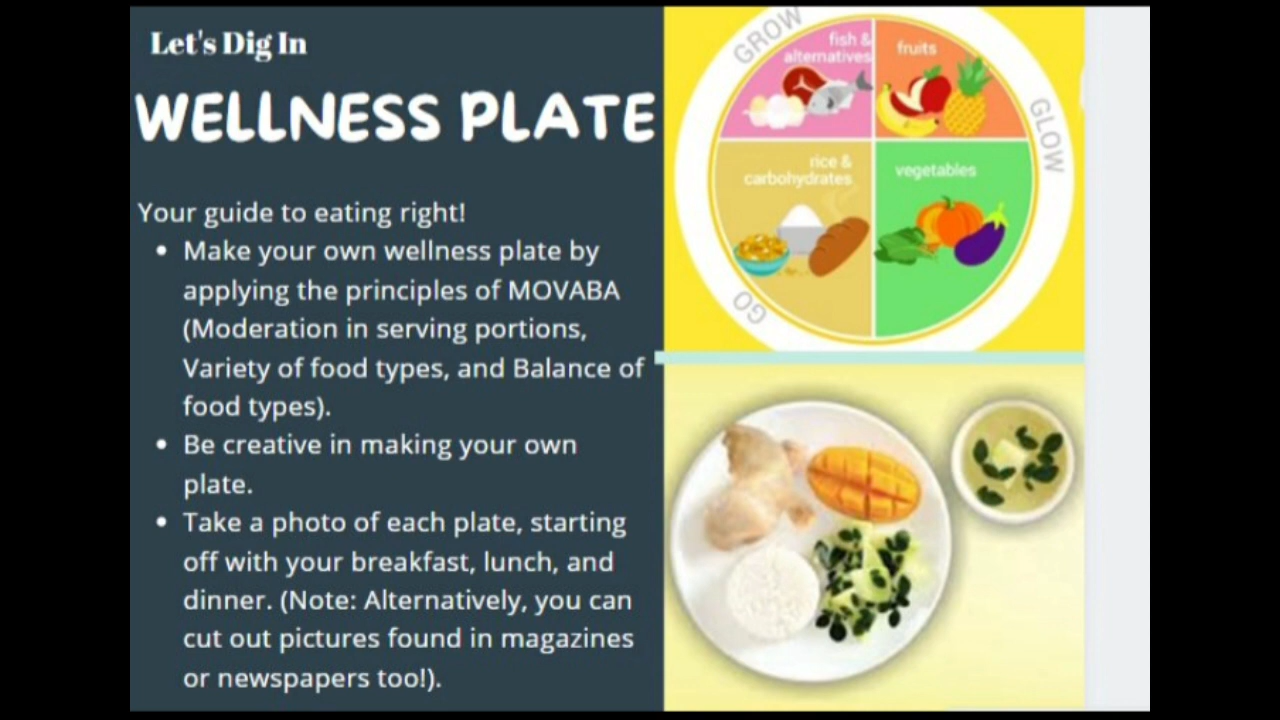 Let's Dig In
WELLNESS PLATE
Your guide to eating right!
• Make your own wellness plate by
applying the principles of MOVABA
(Moderation in serving portions,
Variety of food types, and Balance of
food types).
• Be creative in making your own
plate.
• Take a photo of each plate, starting
off with your breakfast, lunch, and
dinner. (Note: Alternatively, you can
cut out pictures found in magazines
or newspapers too!).
GROW
fish &
alternatives
fruits
GLOW
rice &
carbohydrates
vegetables
GO